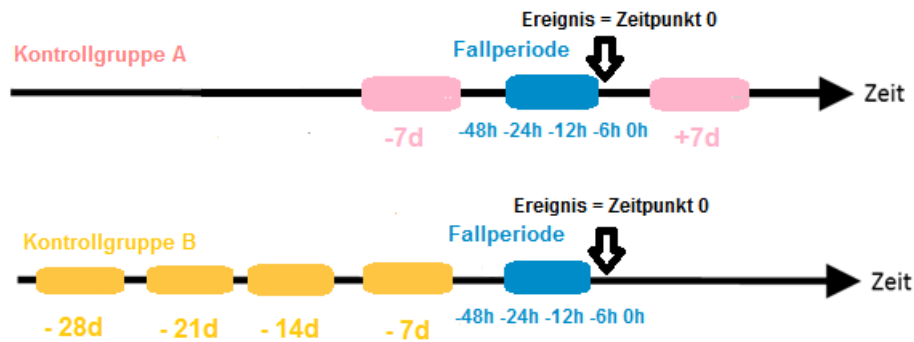 Ereignis = Zeitpunkt 0
Kontrollgruppe A
Fallperiode
Zeit
-7d
-48h -24h -12h -6h 0h
+7d
Ereignis = Zeitpunkt 0
Kontrollgruppe B
Fallperiode
Zeit
- 28d
- 21d
- 14d
- 7d
-48h -24h -12h -6h 0h